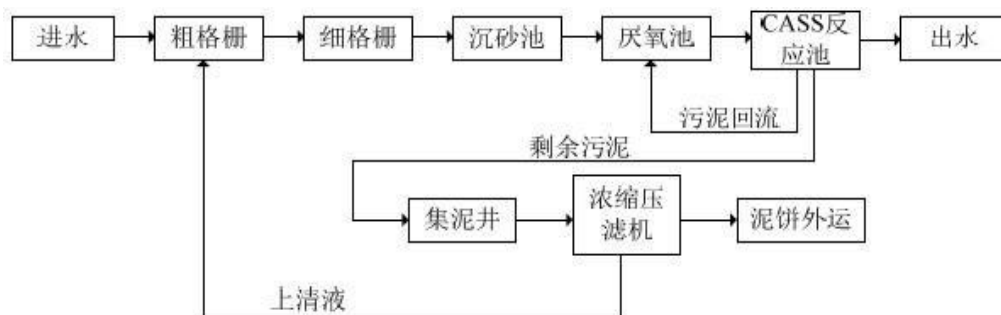 进水
粗格栅
细格栅
沉砂池
厌氧池
CASS反
应池
出水
污泥回流
剩余污泥
集泥井
浓缩压
滤机
泥饼外运
上清液